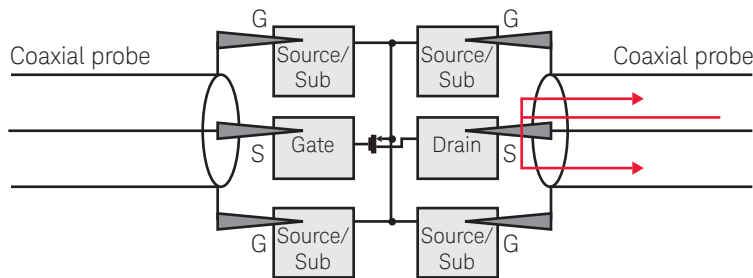 G
G
Coaxial probe
Source/
Sub
Source/
Sub
Coaxial probe
S
Gate
Drain
S
G
Source/
Sub
Source/
Sub
G